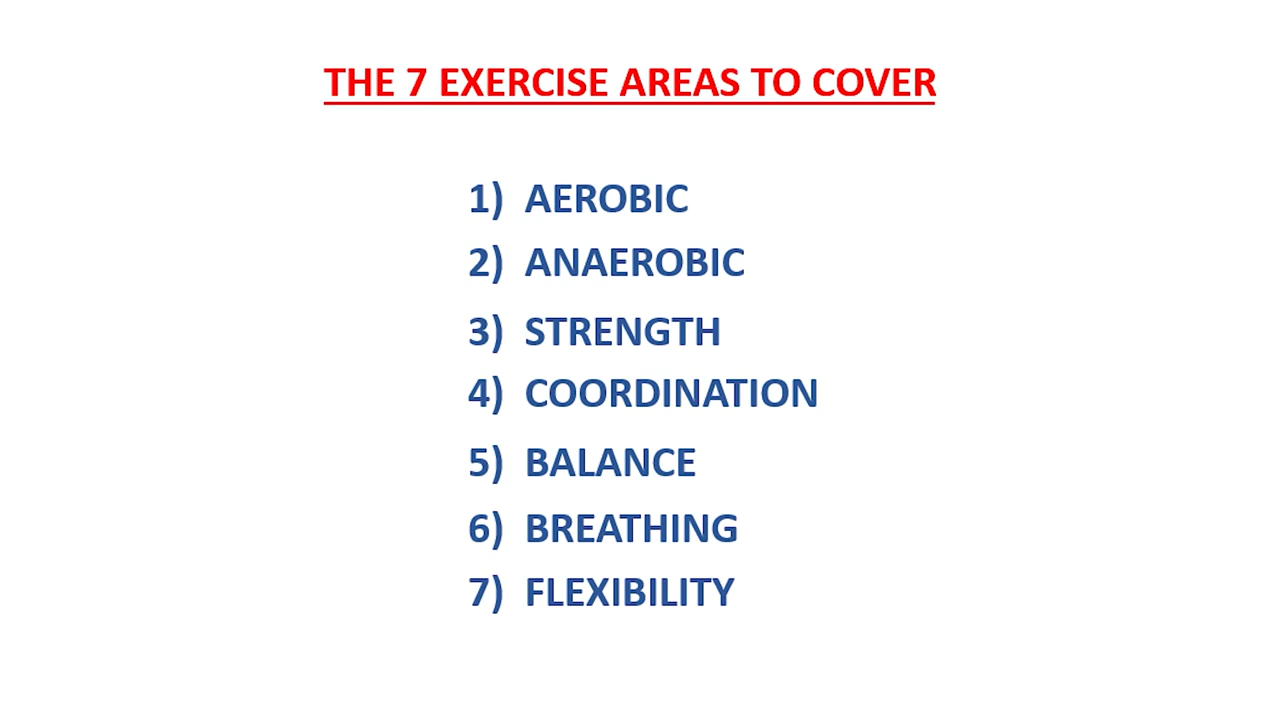 THE 7 EXERCISE AREAS TO COVER
1) AEROBIC
2) ANAEROBIC
3) STRENGTH
4) COORDINATION
5) BALANCE
6) BREATHING
7) FLEXIBILITY